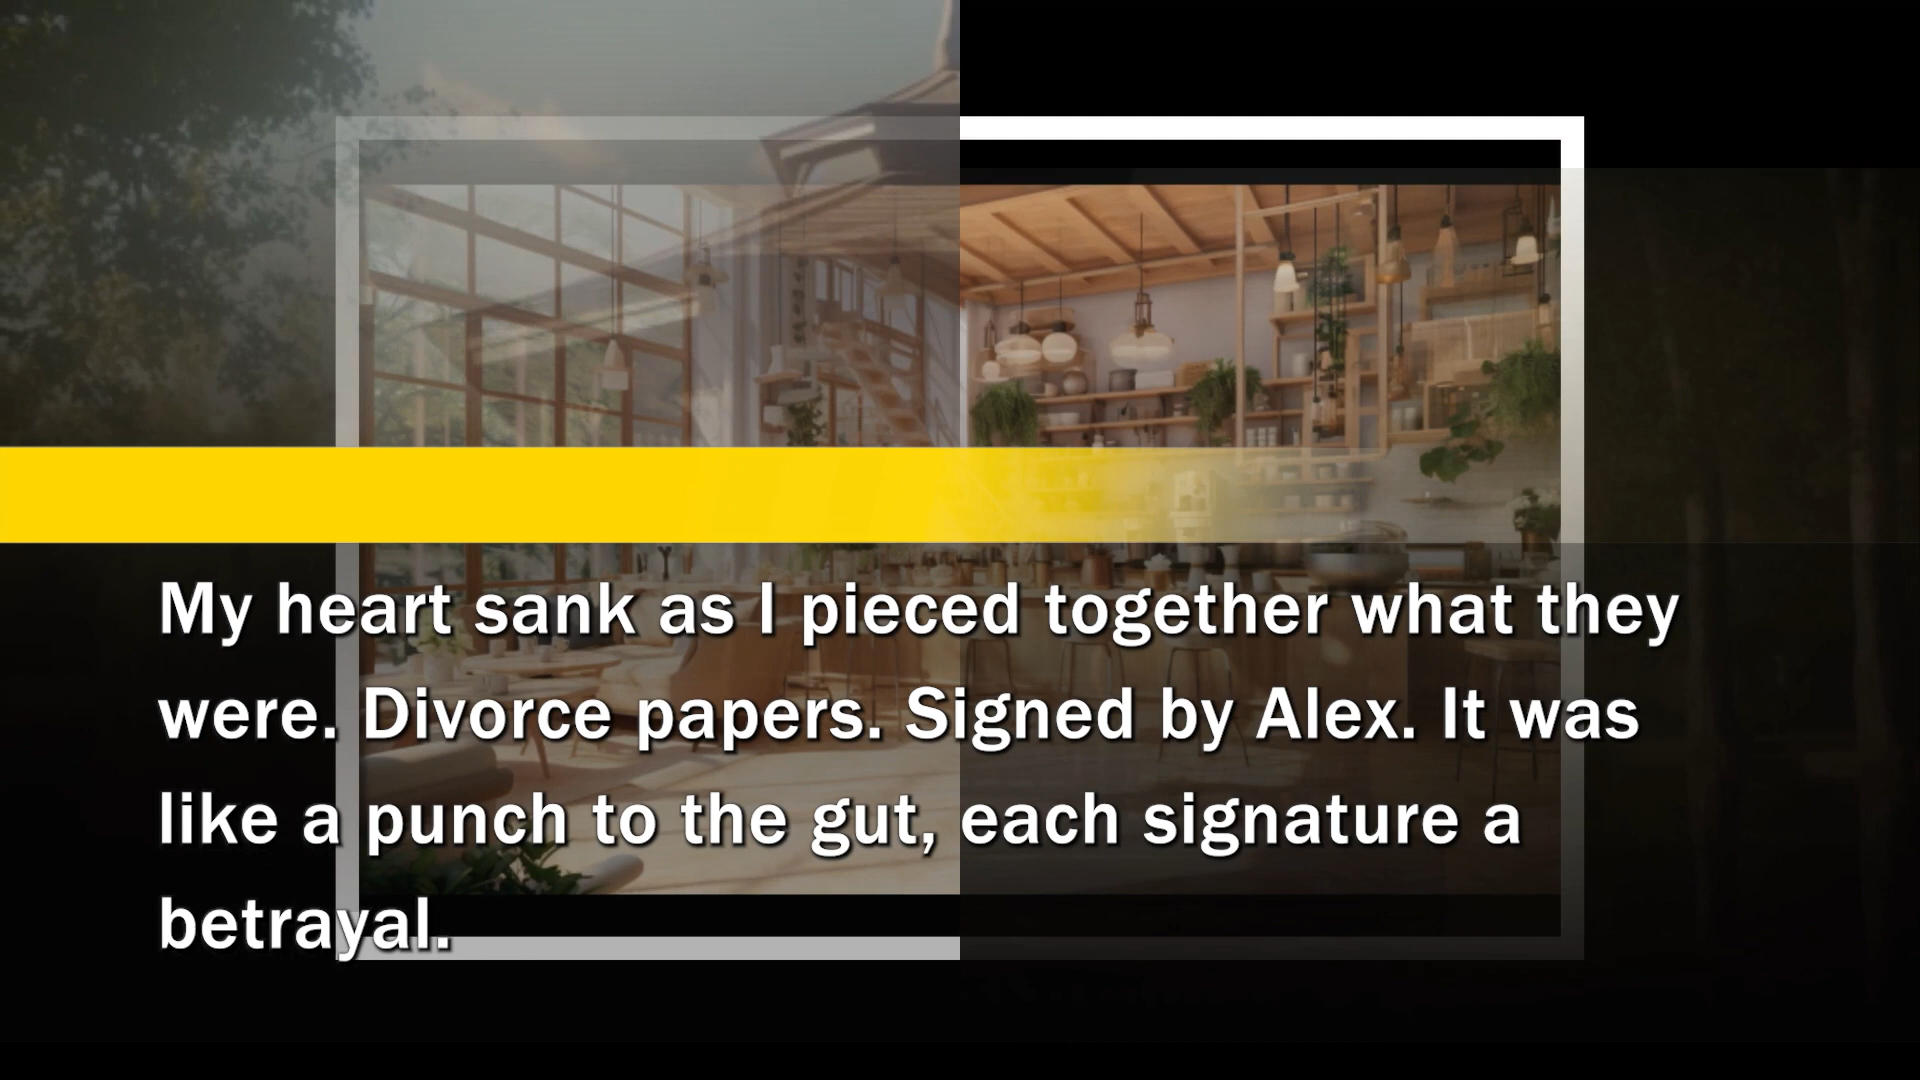 My heart sank as I pieced together what they
were. Divorce papers. Signed by Alex. It was
like a punch to the gut, each signature a
betrayal.